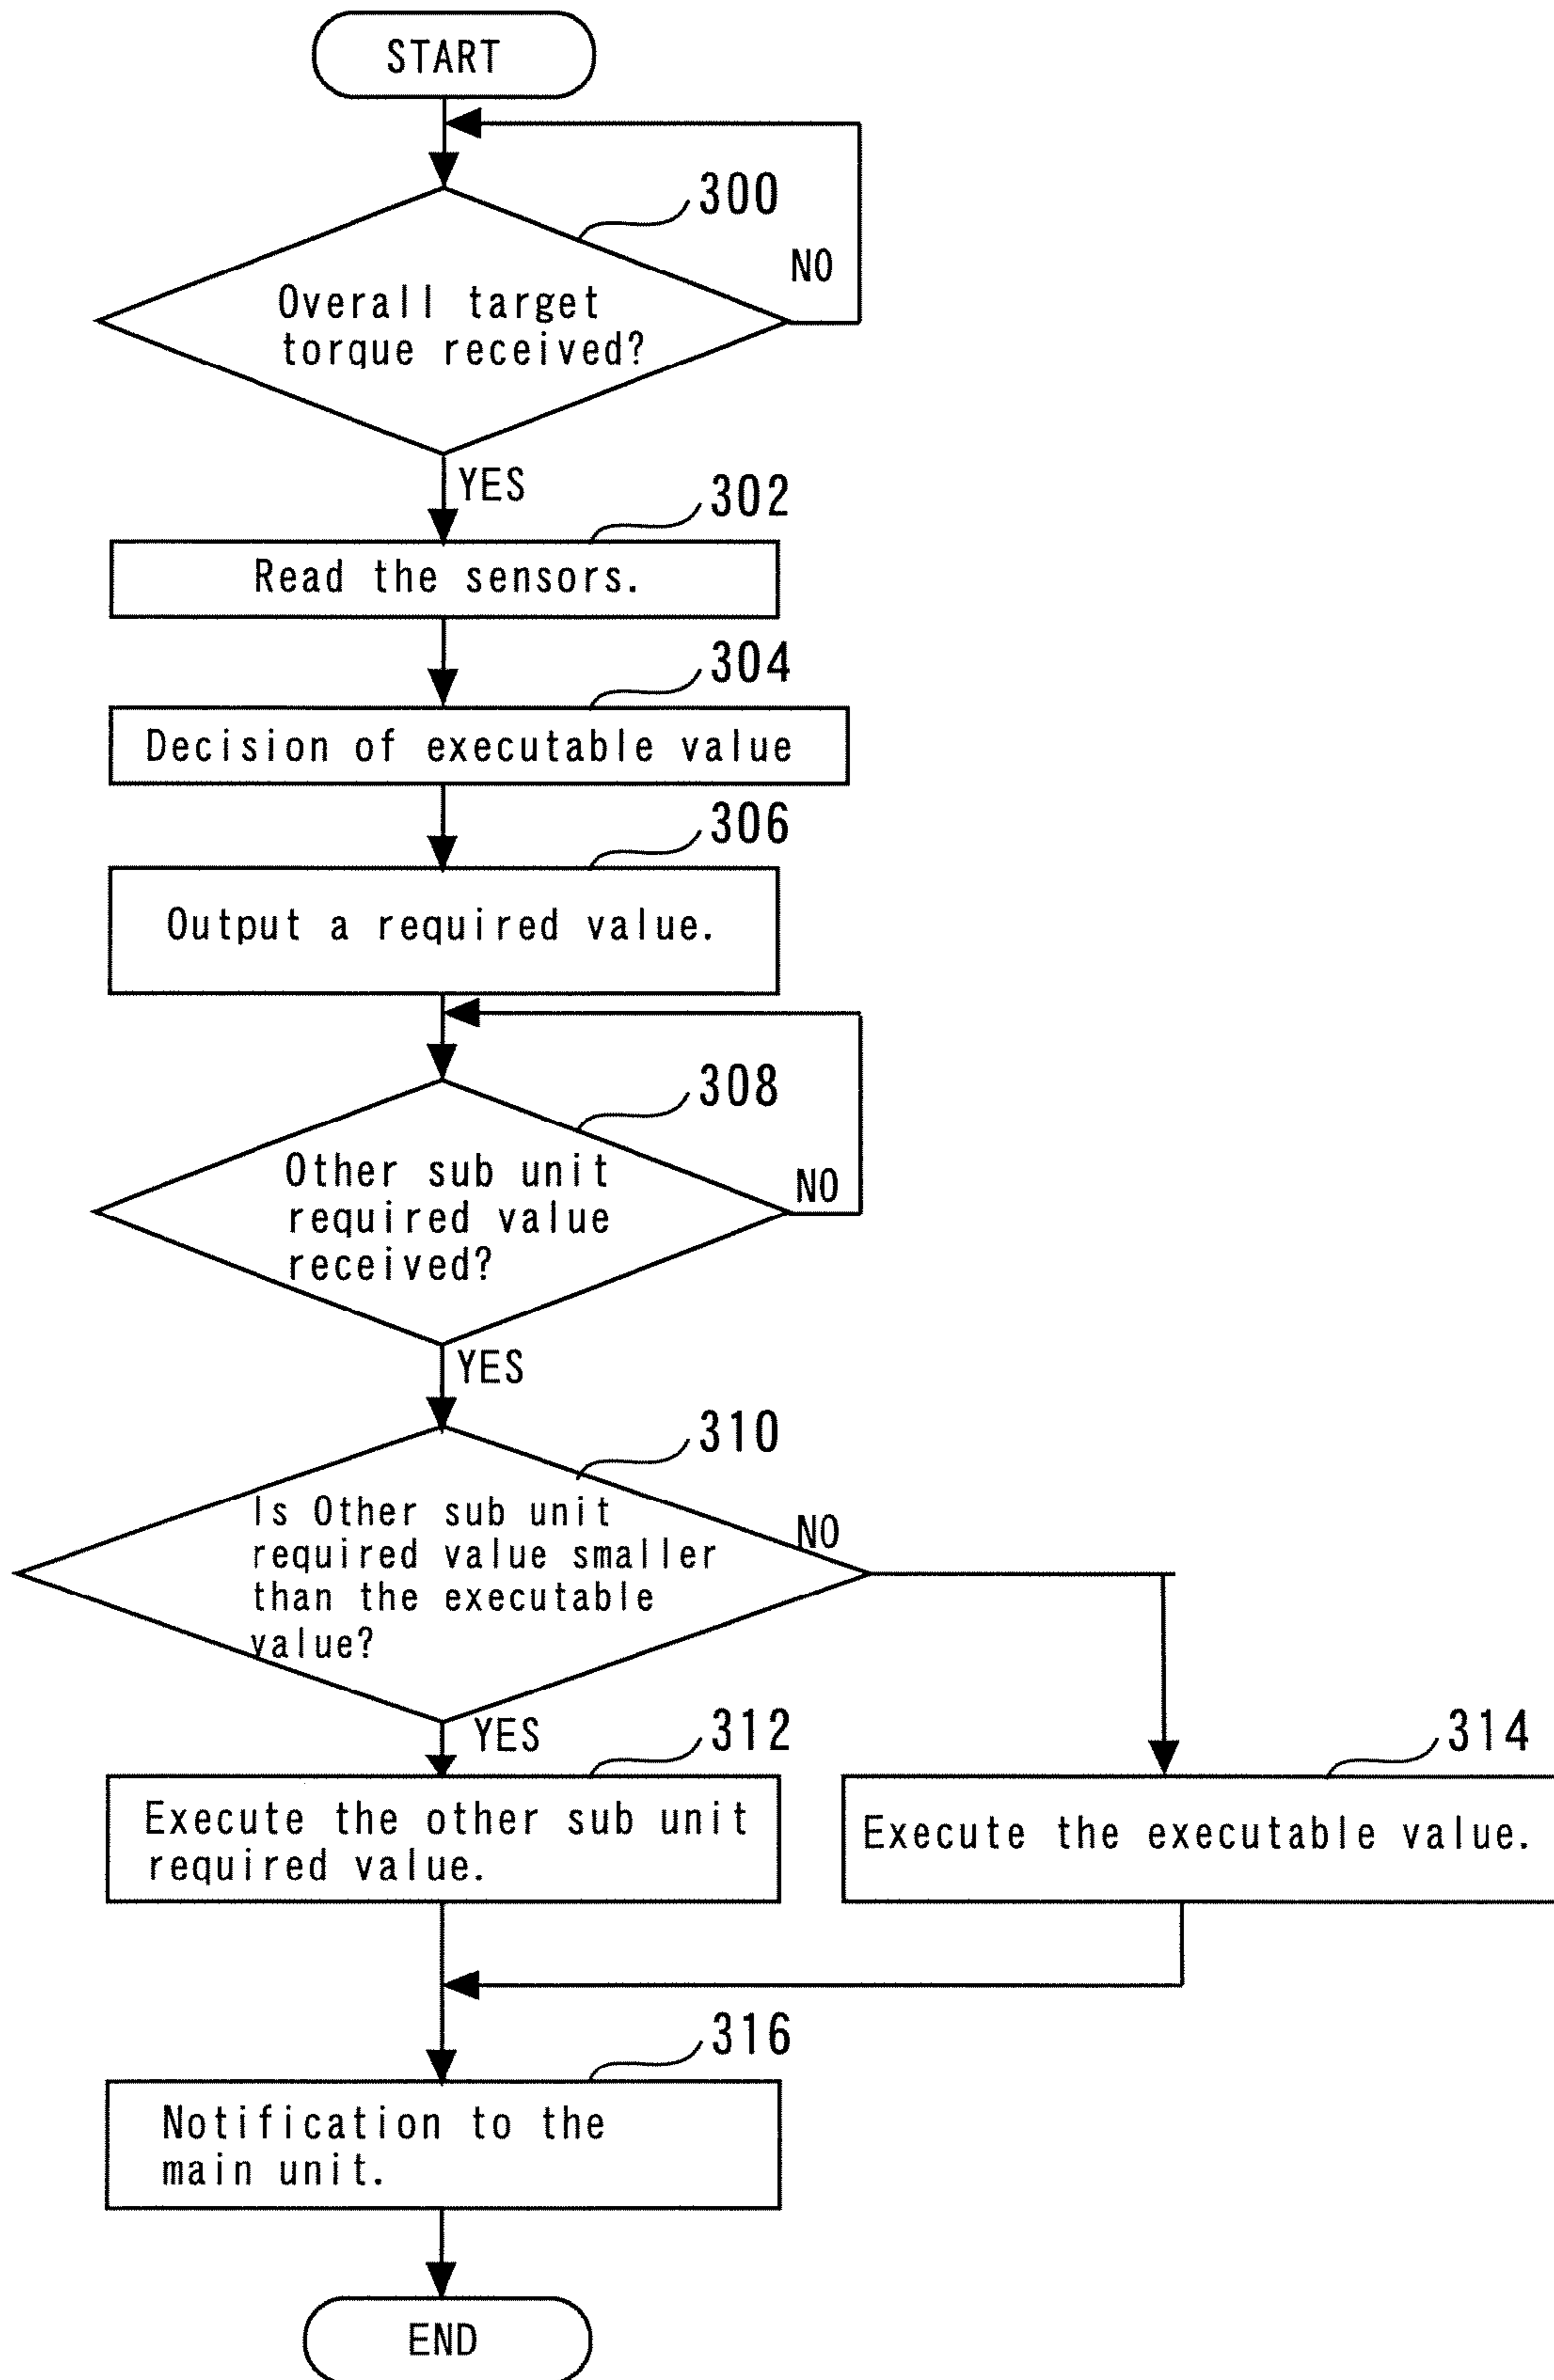 START
300
NO
Overall target
torque received?
YES
302
Read the sensors.
304
Decision of executable value
306
Output a required value.
308
Other sub unit
NO
required value
received?
YES
310
Is Other sub unit
NO
required value smaller
than the executable
value?
YES
312
314
Execute the other sub unit
required value.
Execute the executable value.
316
Notification to the
main unit.
END